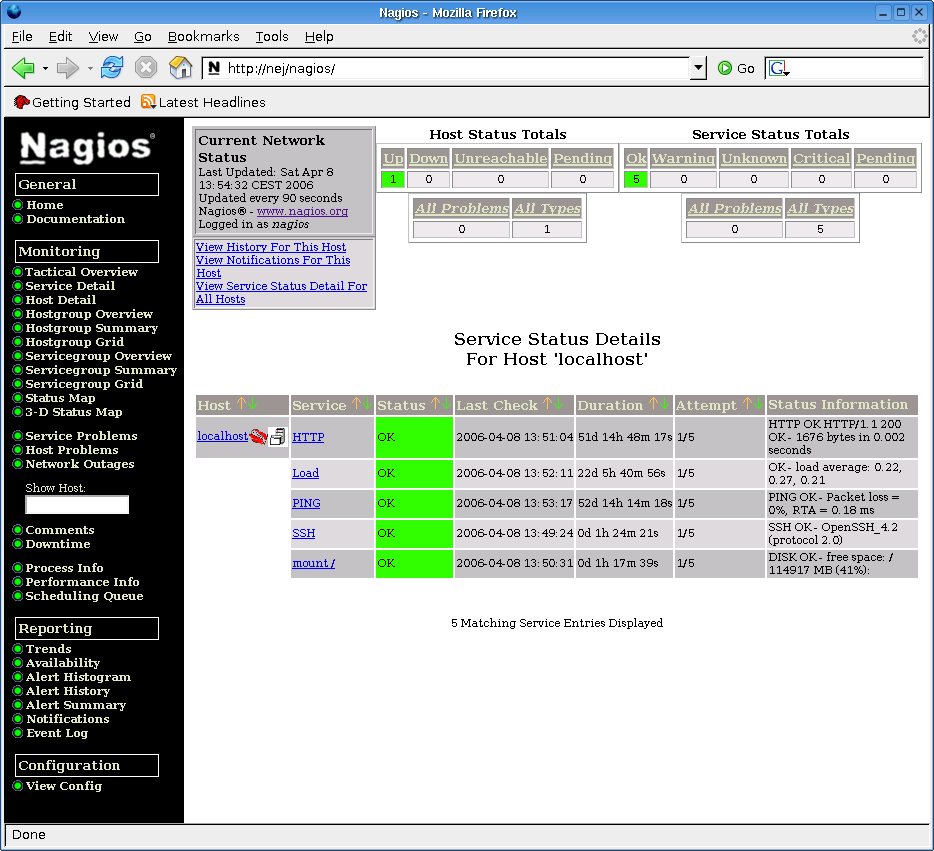 Nagios - Mozilla Firefox
File Edit View Go Bookmarks Tools Help
http://nej/nagios/ Go
Getting Started Latest Headlines
Nagios®
General
Home
Documentation
Monitoring
Tactical Overview
Service Detail
Host Detail
Hostgroup Overview
Hostgroup Summary
Hostgroup Grid
Servicegroup Overview
Servicegroup Summary
Servicegroup Grid
Status Map
3-D Status Map
Service Problems
Host Problems
Network Outages
Show Host:
Comments
Downtime
Process Info
Performance Info
Scheduling Queue
Reporting
Trends
Availability
Alert Histogram
Alert History
Alert Summary
Notifications
Event Log
Configuration
View Config
Current Network
Status
Last Updated: Sat Apr 8
13:54:32 CEST 2006
Updated every 90 seconds
Nagios® - www.nagios.org
Logged in as nagios
View History For This Host
View Notifications For This
Host
View Service Status Detail For
All Hosts
Host Status Totals
Up Down Unreachable Pending
1 0 0 0
All Problems All Types
0 1
Service Status Totals
Ok Warning Unknown Critical Pending
5 0 0 0 0
All Problems All Types
0 5
Service Status Details
For Host 'localhost'
Host Service Status Last Check Duration Attempt Status Information
localhost HTTP OK 2006-04-08 13:51:04 51d 14h 48m 17s 1/5 HTTP OK HTTP/1.1 200
OK - 1676 bytes in 0.002
seconds
Load OK 2006-04-08 13:52:11 22d 5h 40m 56s 1/5 OK - load average: 0.22,
0.27, 0.21
PING OK 2006-04-08 13:53:17 52d 14h 14m 18s 1/5 PING OK - Packet loss =
0%, RTA = 0.18 ms
SSH OK 2006-04-08 13:49:24 0d 1h 24m 21s 1/5 SSH OK - OpenSSH_4.2
(protocol 2.0)
mount/ OK 2006-04-08 13:50:31 0d 1h 17m 39s 1/5 DISK OK - free space: /
114917 MB (41%):
5 Matching Service Entries Displayed
Done